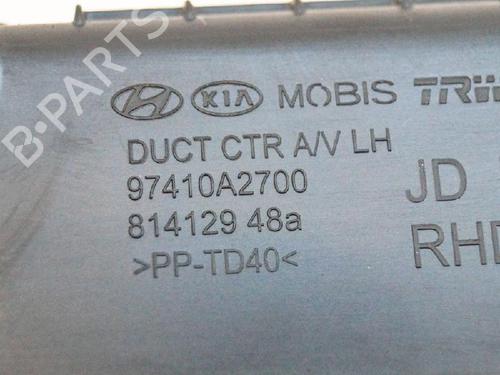 B-PARTS
KIA MOBIS
DUCT CTR A/V LH
97410A2700
JD
814129 48a
>PP-TD40<